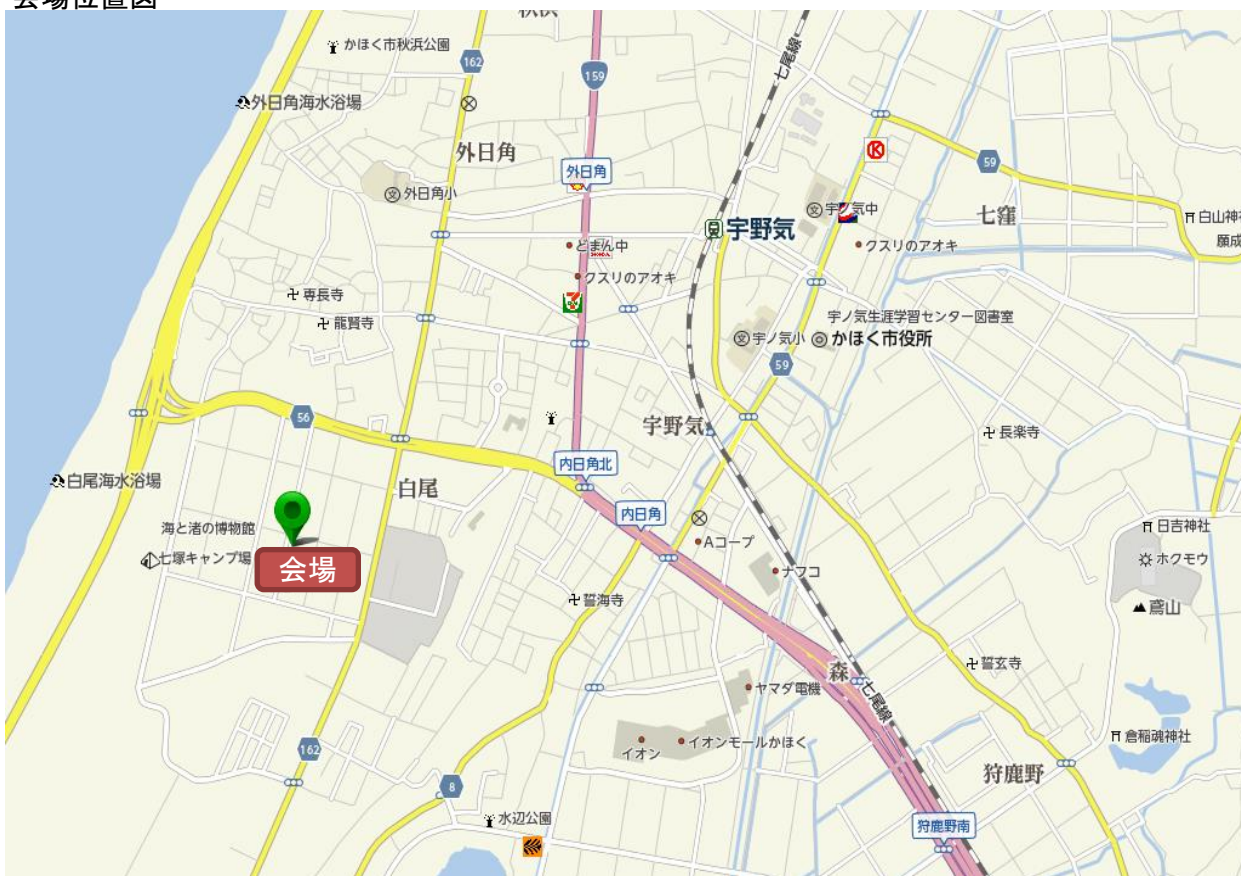 会場位置図
秋浜
かほく市秋浜公園
162
159
七尾線
外日角海水浴場
外日角
外日角
59
外日角小
宇ノ気中
七窪
白山神社
願成
宇野気
どまん中
クスリのアオキ
クスリのアオキ
専長寺
7
龍賢寺
宇ノ気生涯学習センター図書室
宇ノ気小
かほく市役所
59
56
宇野気
長楽寺
内日角北
白尾海水浴場
白尾
内日角
海と渚の博物館
Aコープ
日吉神社
七塚キャンプ場
会場
ナフコ
ホクモウ
誓海寺
鳶山
森
誓玄寺
ヤマダ電機
七尾線
イオン
イオンモールかほく
倉稲魂神社
162
狩鹿野
8
水辺公園
狩鹿野南